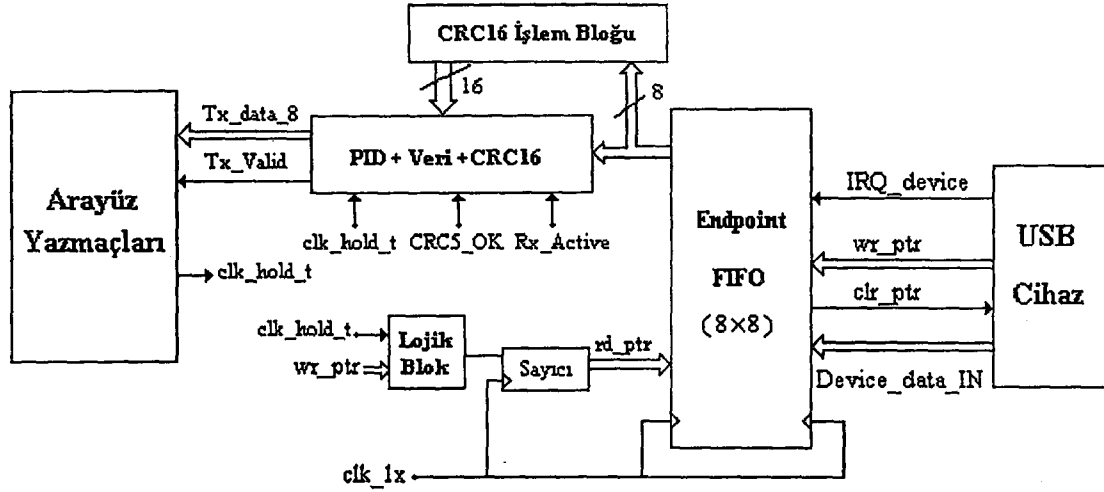 CRC16 İşlem Bloğu
16
8
Tx_data_8
Tx_Valid
PID + Veri + CRC16
Arayüz
Yazmaçları
clk_hold_t
clk_hold_t CRC5_OK Rx_Active
Endpoint
FIFO
(8×8)
IRQ_device
wr_ptr
clr_ptr
Device_data_IN
USB
Cihaz
clk_hold_t
wr_ptr
Lojik
Blok
Sayıcı
rd_ptr
clk_1x